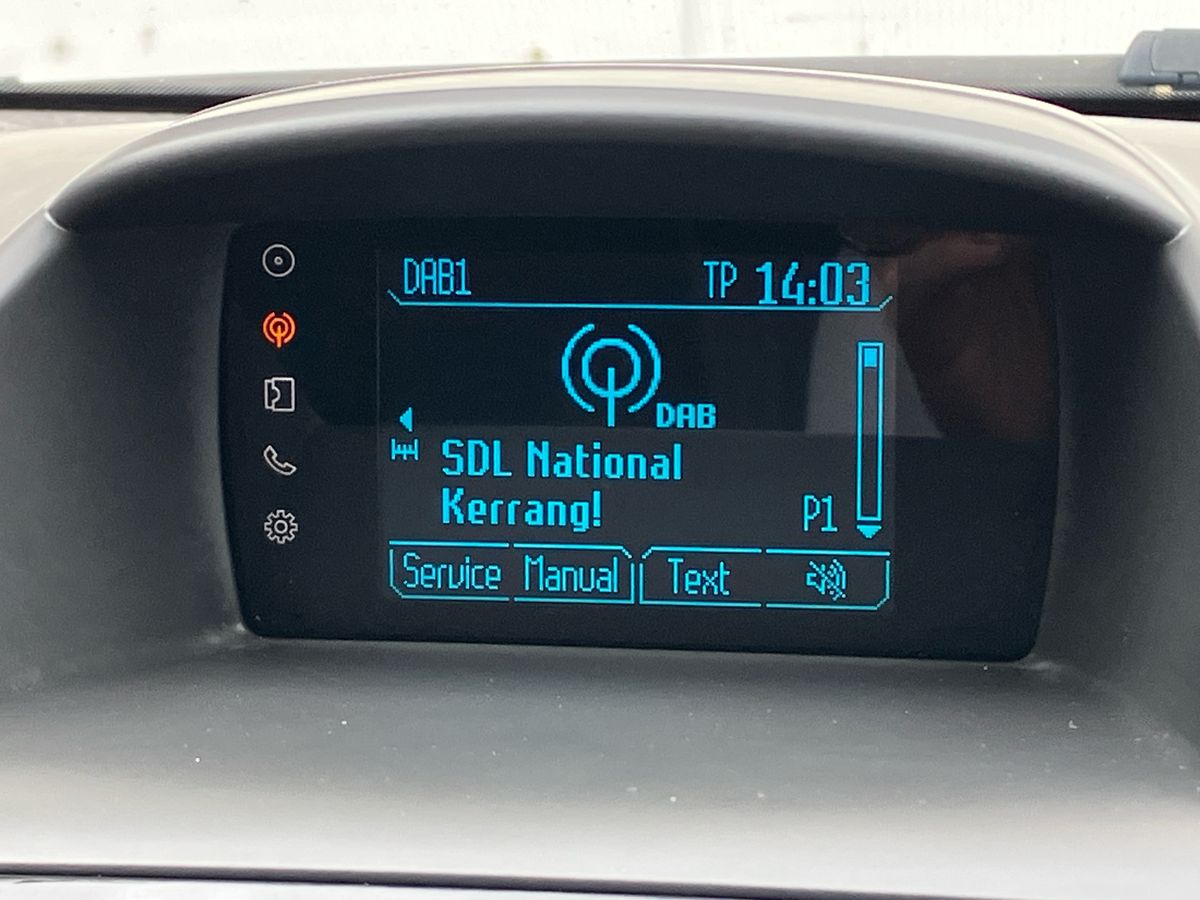 DAB1 TP 14:03
DAB
SDL National
Kerrang! P1
Service Manual Text